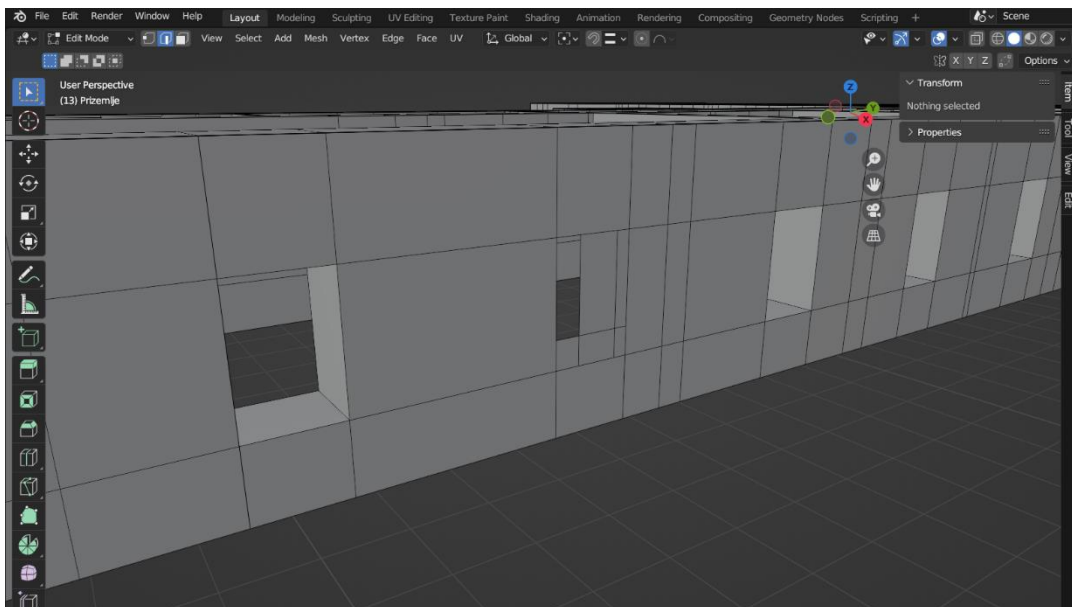 File Edit Render Window Help Layout Modeling Sculpting UV Editing Texture Paint Shading Animation Rendering Compositing Geometry Nodes Scripting + Scene
Edit Mode View Select Add Mesh Vertex Edge Face UV Global
X Y Z Options
User Perspective
(13) Prizemlje
Transform
Nothing selected
Properties
Item
Tool
View
Edit
Z
Y
X